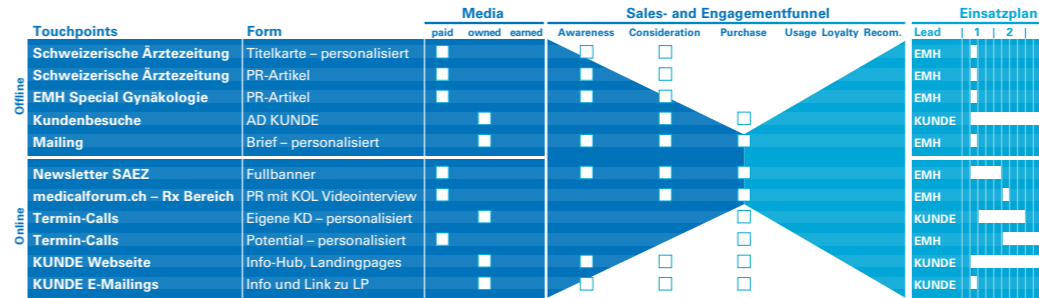 Media Sales- and Engagementfunnel Einsatzplan
Touchpoints Form paid owned earned Awareness Consideration Purchase Usage Loyalty Recom. Lead 1 2
Offline
Schweizerische Ärztezeitung Titelkarte – personalisiert EMH
Schweizerische Ärztezeitung PR-Artikel EMH
EMH Special Gynäkologie PR-Artikel EMH
Kundenbesuche AD KUNDE KUNDE
Mailing Brief – personalisiert EMH
Online
Newsletter SAEZ Fullbanner EMH
medicalforum.ch – Rx Bereich PR mit KOL Videointerview EMH
Termin-Calls Eigene KD – personalisiert KUNDE
Termin-Calls Potential – personalisiert EMH
KUNDE Webseite Info-Hub, Landingpages KUNDE
KUNDE E-Mailings Info und Link zu LP KUNDE